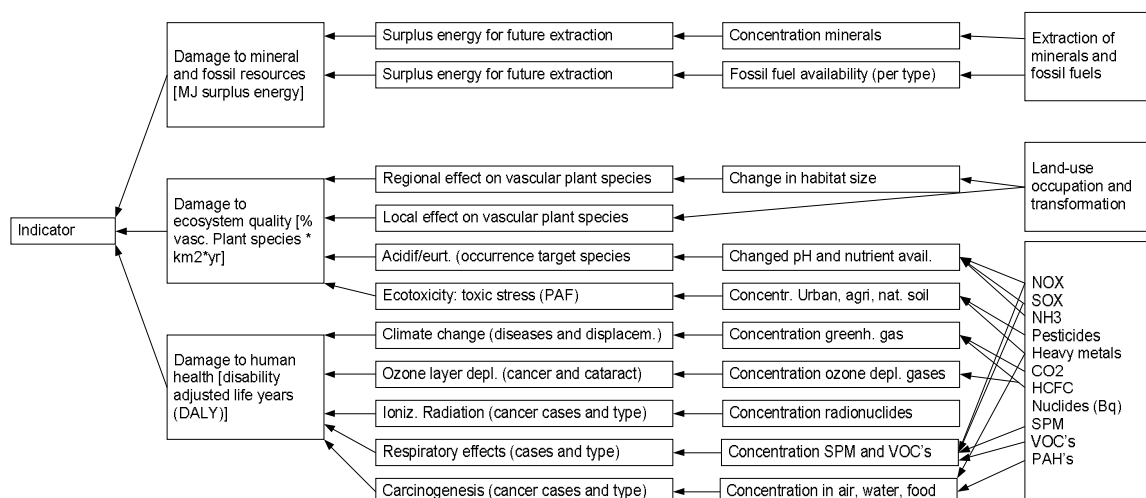 Indicator
Damage to mineral
and fossil resources
[MJ surplus energy]
Damage to
ecosystem quality [%
vasc. Plant species *
km2*yr]
Damage to human
health [disability
adjusted life years
(DALY)]
Surplus energy for future extraction
Surplus energy for future extraction
Regional effect on vascular plant species
Local effect on vascular plant species
Acidif/eurt. (occurrence target species
Ecotoxicity: toxic stress (PAF)
Climate change (diseases and displacem.)
Ozone layer depl. (cancer and cataract)
Ioniz. Radiation (cancer cases and type)
Respiratory effects (cases and type)
Carcinogenesis (cancer cases and type)
Concentration minerals
Fossil fuel availability (per type)
Change in habitat size
Changed pH and nutrient avail.
Concentr. Urban, agri, nat. soil
Concentration greenh. gas
Concentration ozone depl. gases
Concentration radionuclides
Concentration SPM and VOC's
Concentration in air, water, food
Extraction of
minerals and
fossil fuels
Land-use
occupation and
transformation
NOX
SOX
NH3
Pesticides
Heavy metals
CO2
HCFC
Nuclides (Bq)
SPM
VOC's
PAH's